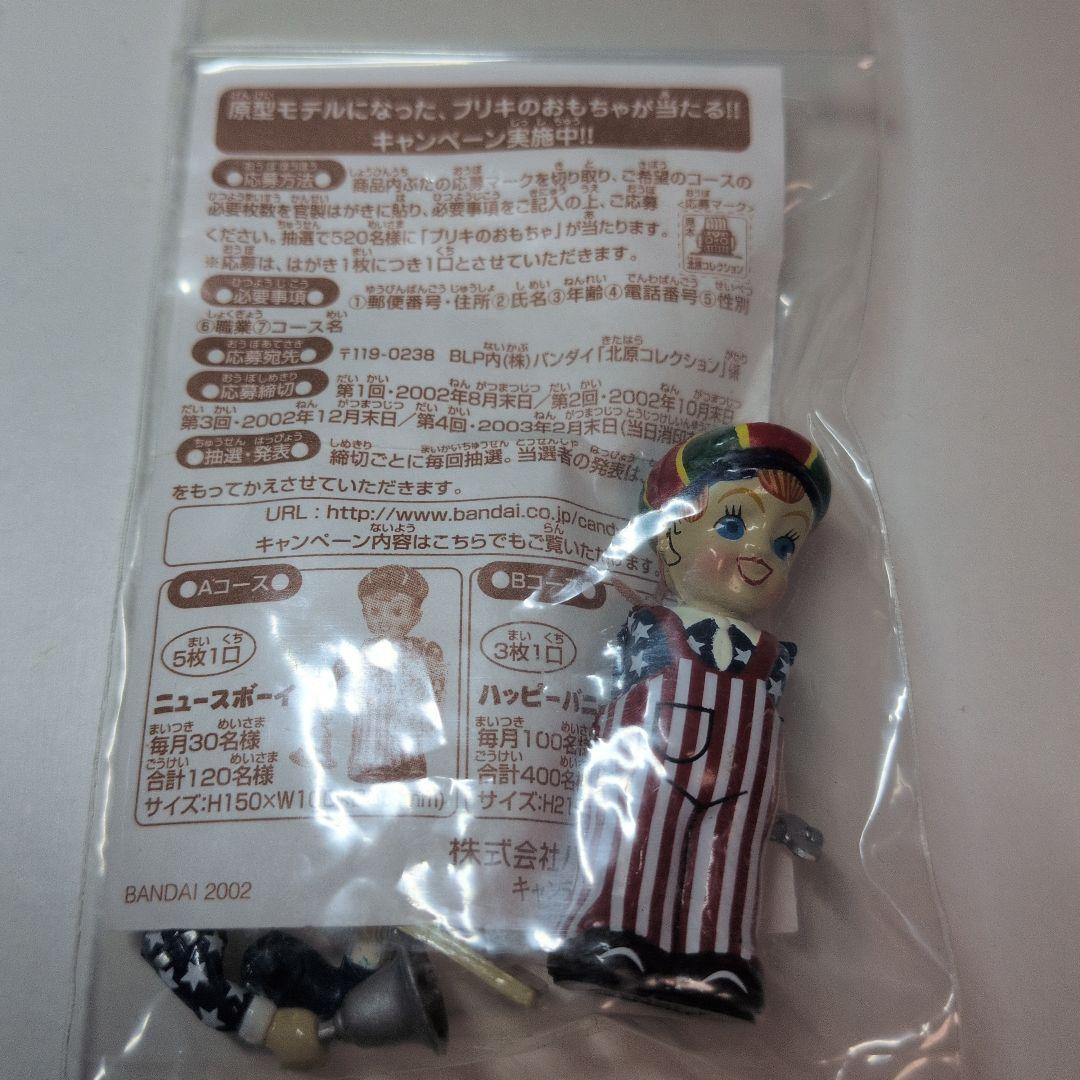 原型モデルになった、ブリキのおもちゃが当たる!!
キャンペーン実施中!!
応募方法 商品内ぶたの応募マークを切り取り、ご希望のコースの
必要枚数を官製はがきに貼り、必要事項をご記入の上、ご応募
<応募マーク>
ください。抽選で520名様に「ブリキのおもちゃ」が当たります。
※応募は、はがき1枚につき1口とさせていただきます。
北原コレクション
必要事項 ①郵便番号・住所②氏名③年齢④電話番号⑤性別
⑥職業⑦コース名
応募宛先 〒119-0238 BLP内(株)バンダイ「北原コレクション」係
応募締切 第1回・2002年8月末日/第2回・2002年10月末日
第3回・2002年12月末日/第4回・2003年2月末日(当日消印
抽選・発表 締切ごとに毎回抽選。当選者の発表は、
をもってかえさせていただきます。
URL：http://www.bandai.co.jp/cand
キャンペーン内容はこちらでもご覧いただけます。
Aコース
5枚1口
ニュースボーイ
毎月30名様
合計120名様
サイズ:H150×W10
Bコース
3枚1口
ハッピーバニ
毎月100名様
合計400名様
サイズ:H21
株式会社
BANDAI 2002